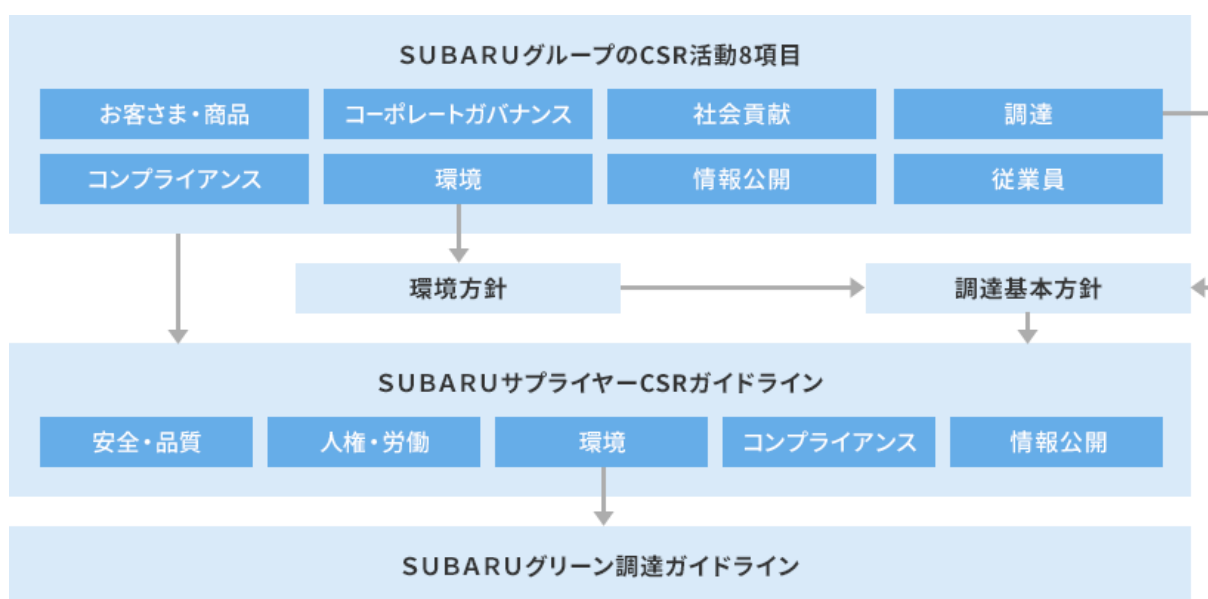 SUBARUグループのCSR活動8項目
お客さま・商品
コーポレートガバナンス
社会貢献
調達
コンプライアンス
環境
情報公開
従業員
環境方針
調達基本方針
SUBARUサプライヤーCSRガイドライン
安全・品質
人権・労働
環境
コンプライアンス
情報公開
SUBARUグリーン調達ガイドライン